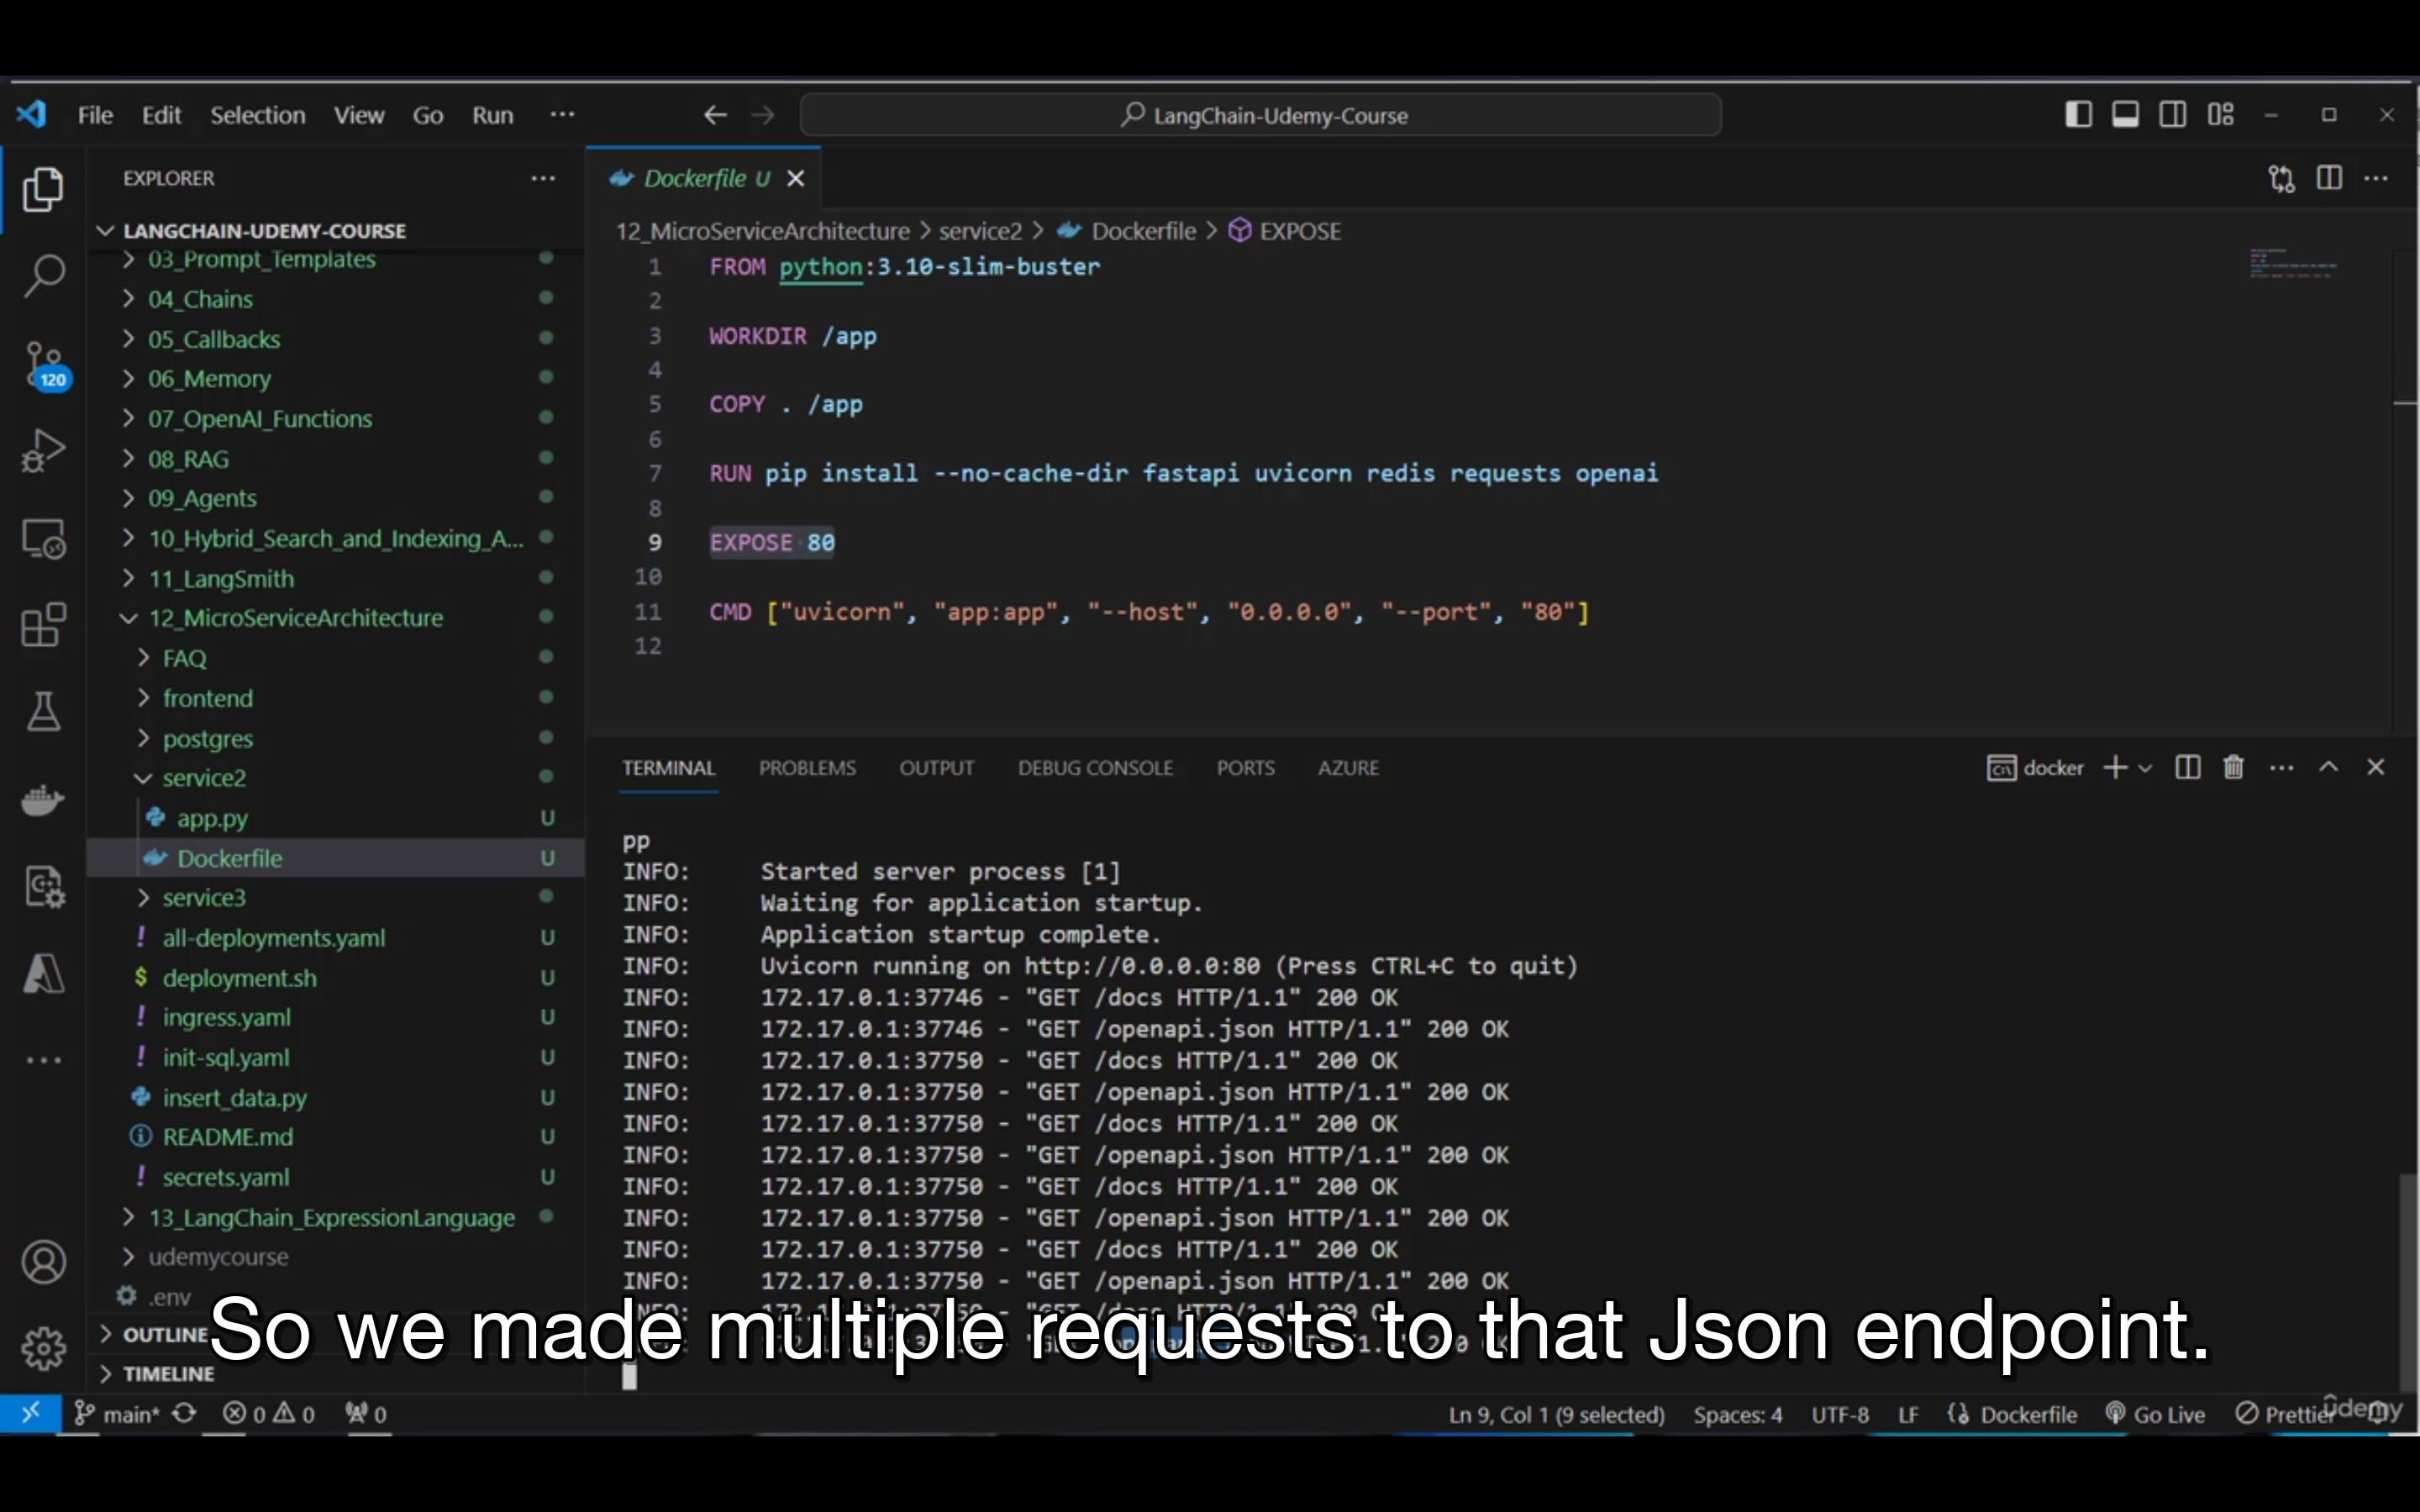 File Edit Selection View Go Run ··· LangChain-Udemy-Course
EXPLORER ···
LANGCHAIN-UDEMY-COURSE
03_Prompt_Templates
04_Chains
05_Callbacks
06_Memory
07_OpenAI_Functions
08_RAG
09_Agents
10_Hybrid_Search_and_Indexing_A...
11_LangSmith
12_MicroServiceArchitecture
FAQ
frontend
postgres
service2
app.py U
Dockerfile U
service3
! all-deployments.yaml U
$ deployment.sh U
! ingress.yaml U
! init-sql.yaml U
insert_data.py U
README.md U
! secrets.yaml U
13_LangChain_ExpressionLanguage
udemycourse
.env
OUTLINE
TIMELINE
120
Dockerfile U
12_MicroServiceArchitecture > service2 > Dockerfile > EXPOSE
1 FROM python:3.10-slim-buster
2
3 WORKDIR /app
4
5 COPY . /app
6
7 RUN pip install --no-cache-dir fastapi uvicorn redis requests openai
8
9 EXPOSE 80
10
11 CMD ["uvicorn", "app:app", "--host", "0.0.0.0", "--port", "80"]
12
TERMINAL PROBLEMS OUTPUT DEBUG CONSOLE PORTS AZURE docker
pp
INFO: Started server process [1]
INFO: Waiting for application startup.
INFO: Application startup complete.
INFO: Uvicorn running on http://0.0.0.0:80 (Press CTRL+C to quit)
INFO: 172.17.0.1:37746 - "GET /docs HTTP/1.1" 200 OK
INFO: 172.17.0.1:37746 - "GET /openapi.json HTTP/1.1" 200 OK
INFO: 172.17.0.1:37750 - "GET /docs HTTP/1.1" 200 OK
INFO: 172.17.0.1:37750 - "GET /openapi.json HTTP/1.1" 200 OK
INFO: 172.17.0.1:37750 - "GET /docs HTTP/1.1" 200 OK
INFO: 172.17.0.1:37750 - "GET /openapi.json HTTP/1.1" 200 OK
INFO: 172.17.0.1:37750 - "GET /docs HTTP/1.1" 200 OK
INFO: 172.17.0.1:37750 - "GET /openapi.json HTTP/1.1" 200 OK
INFO: 172.17.0.1:37750 - "GET /docs HTTP/1.1" 200 OK
INFO: 172.17.0.1:37750 - "GET /openapi.json HTTP/1.1" 200 OK
So we made multiple requests to that Json endpoint.
main* 0 0 0 Ln 9, Col 1 (9 selected) Spaces: 4 UTF-8 LF Dockerfile Go Live Prettier
udemy